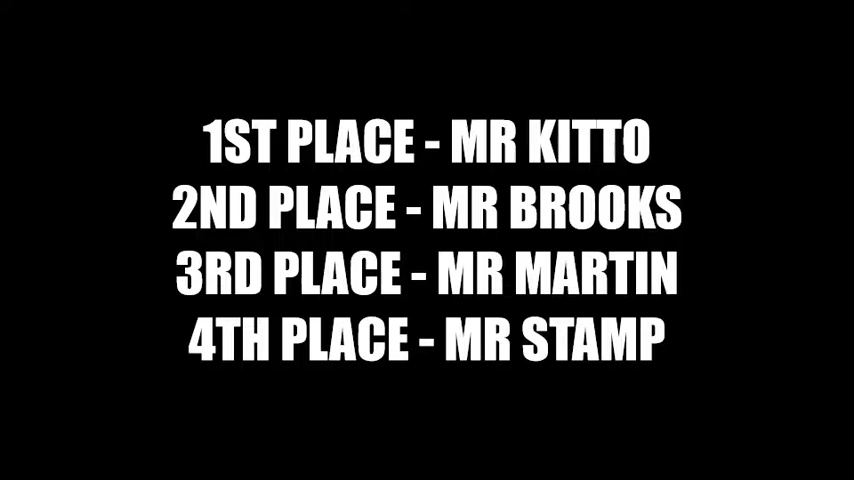 1ST PLACE - MR KITTO
2ND PLACE - MR BROOKS
3RD PLACE - MR MARTIN
4TH PLACE - MR STAMP